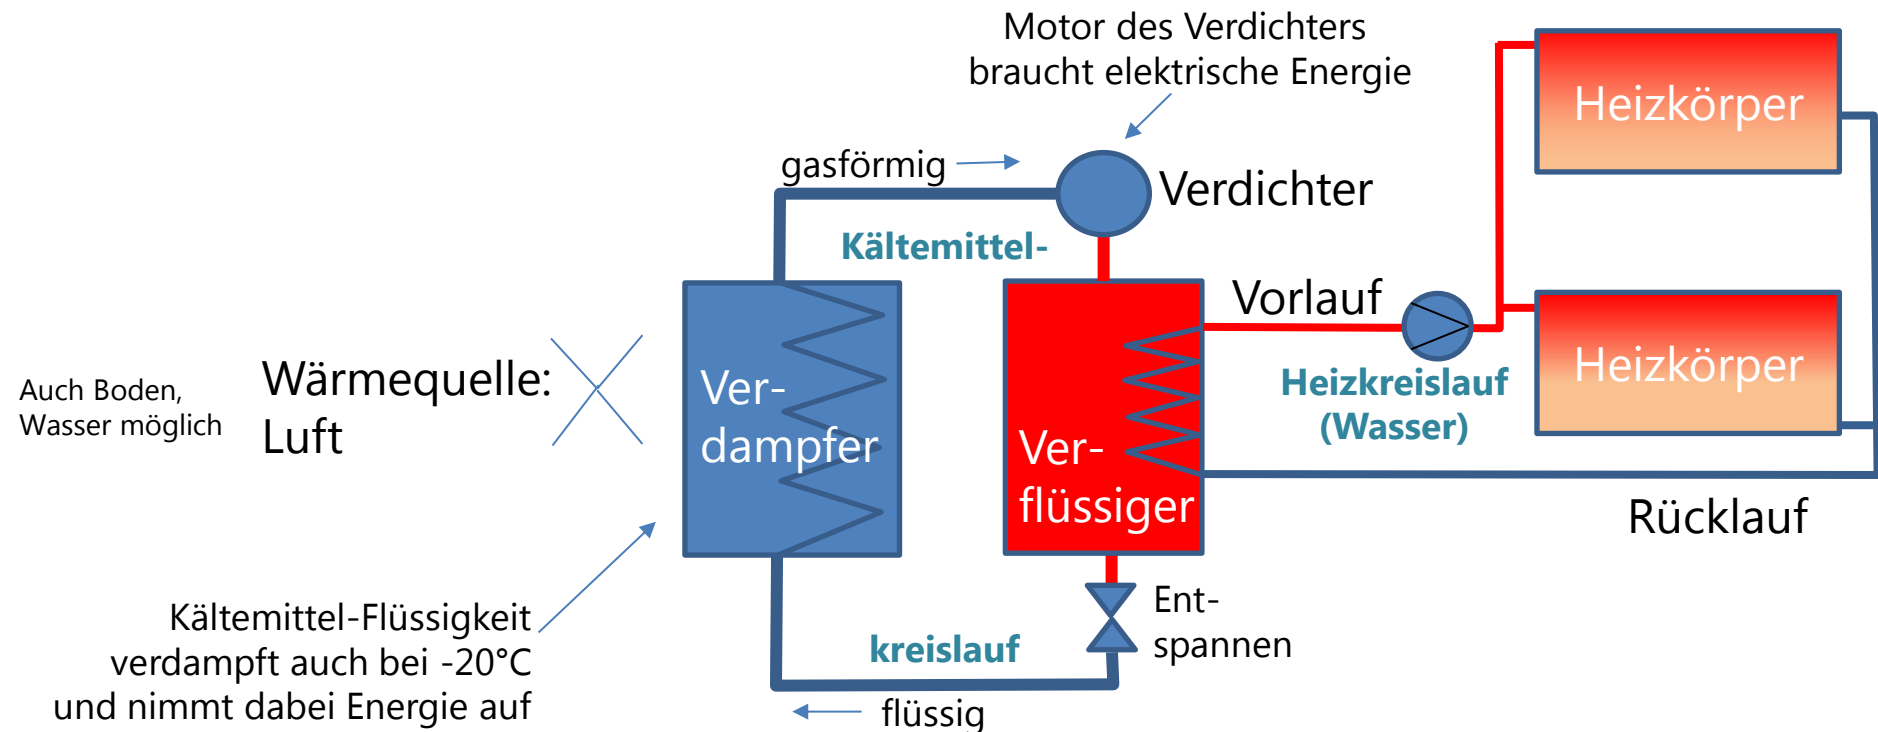 Motor des Verdichters
braucht elektrische Energie
Heizkörper
gasförmig
Verdichter
Kältemittel-
Vorlauf
Heizkörper
Auch Boden,
Wasser möglich
Wärmequelle:
Luft
Ver-
dampfer
Heizkreislauf
(Wasser)
Ver-
flüssiger
Rücklauf
Kältemittel-Flüssigkeit
verdampft auch bei -20°C
und nimmt dabei Energie auf
Ent-
spannen
kreislauf
flüssig